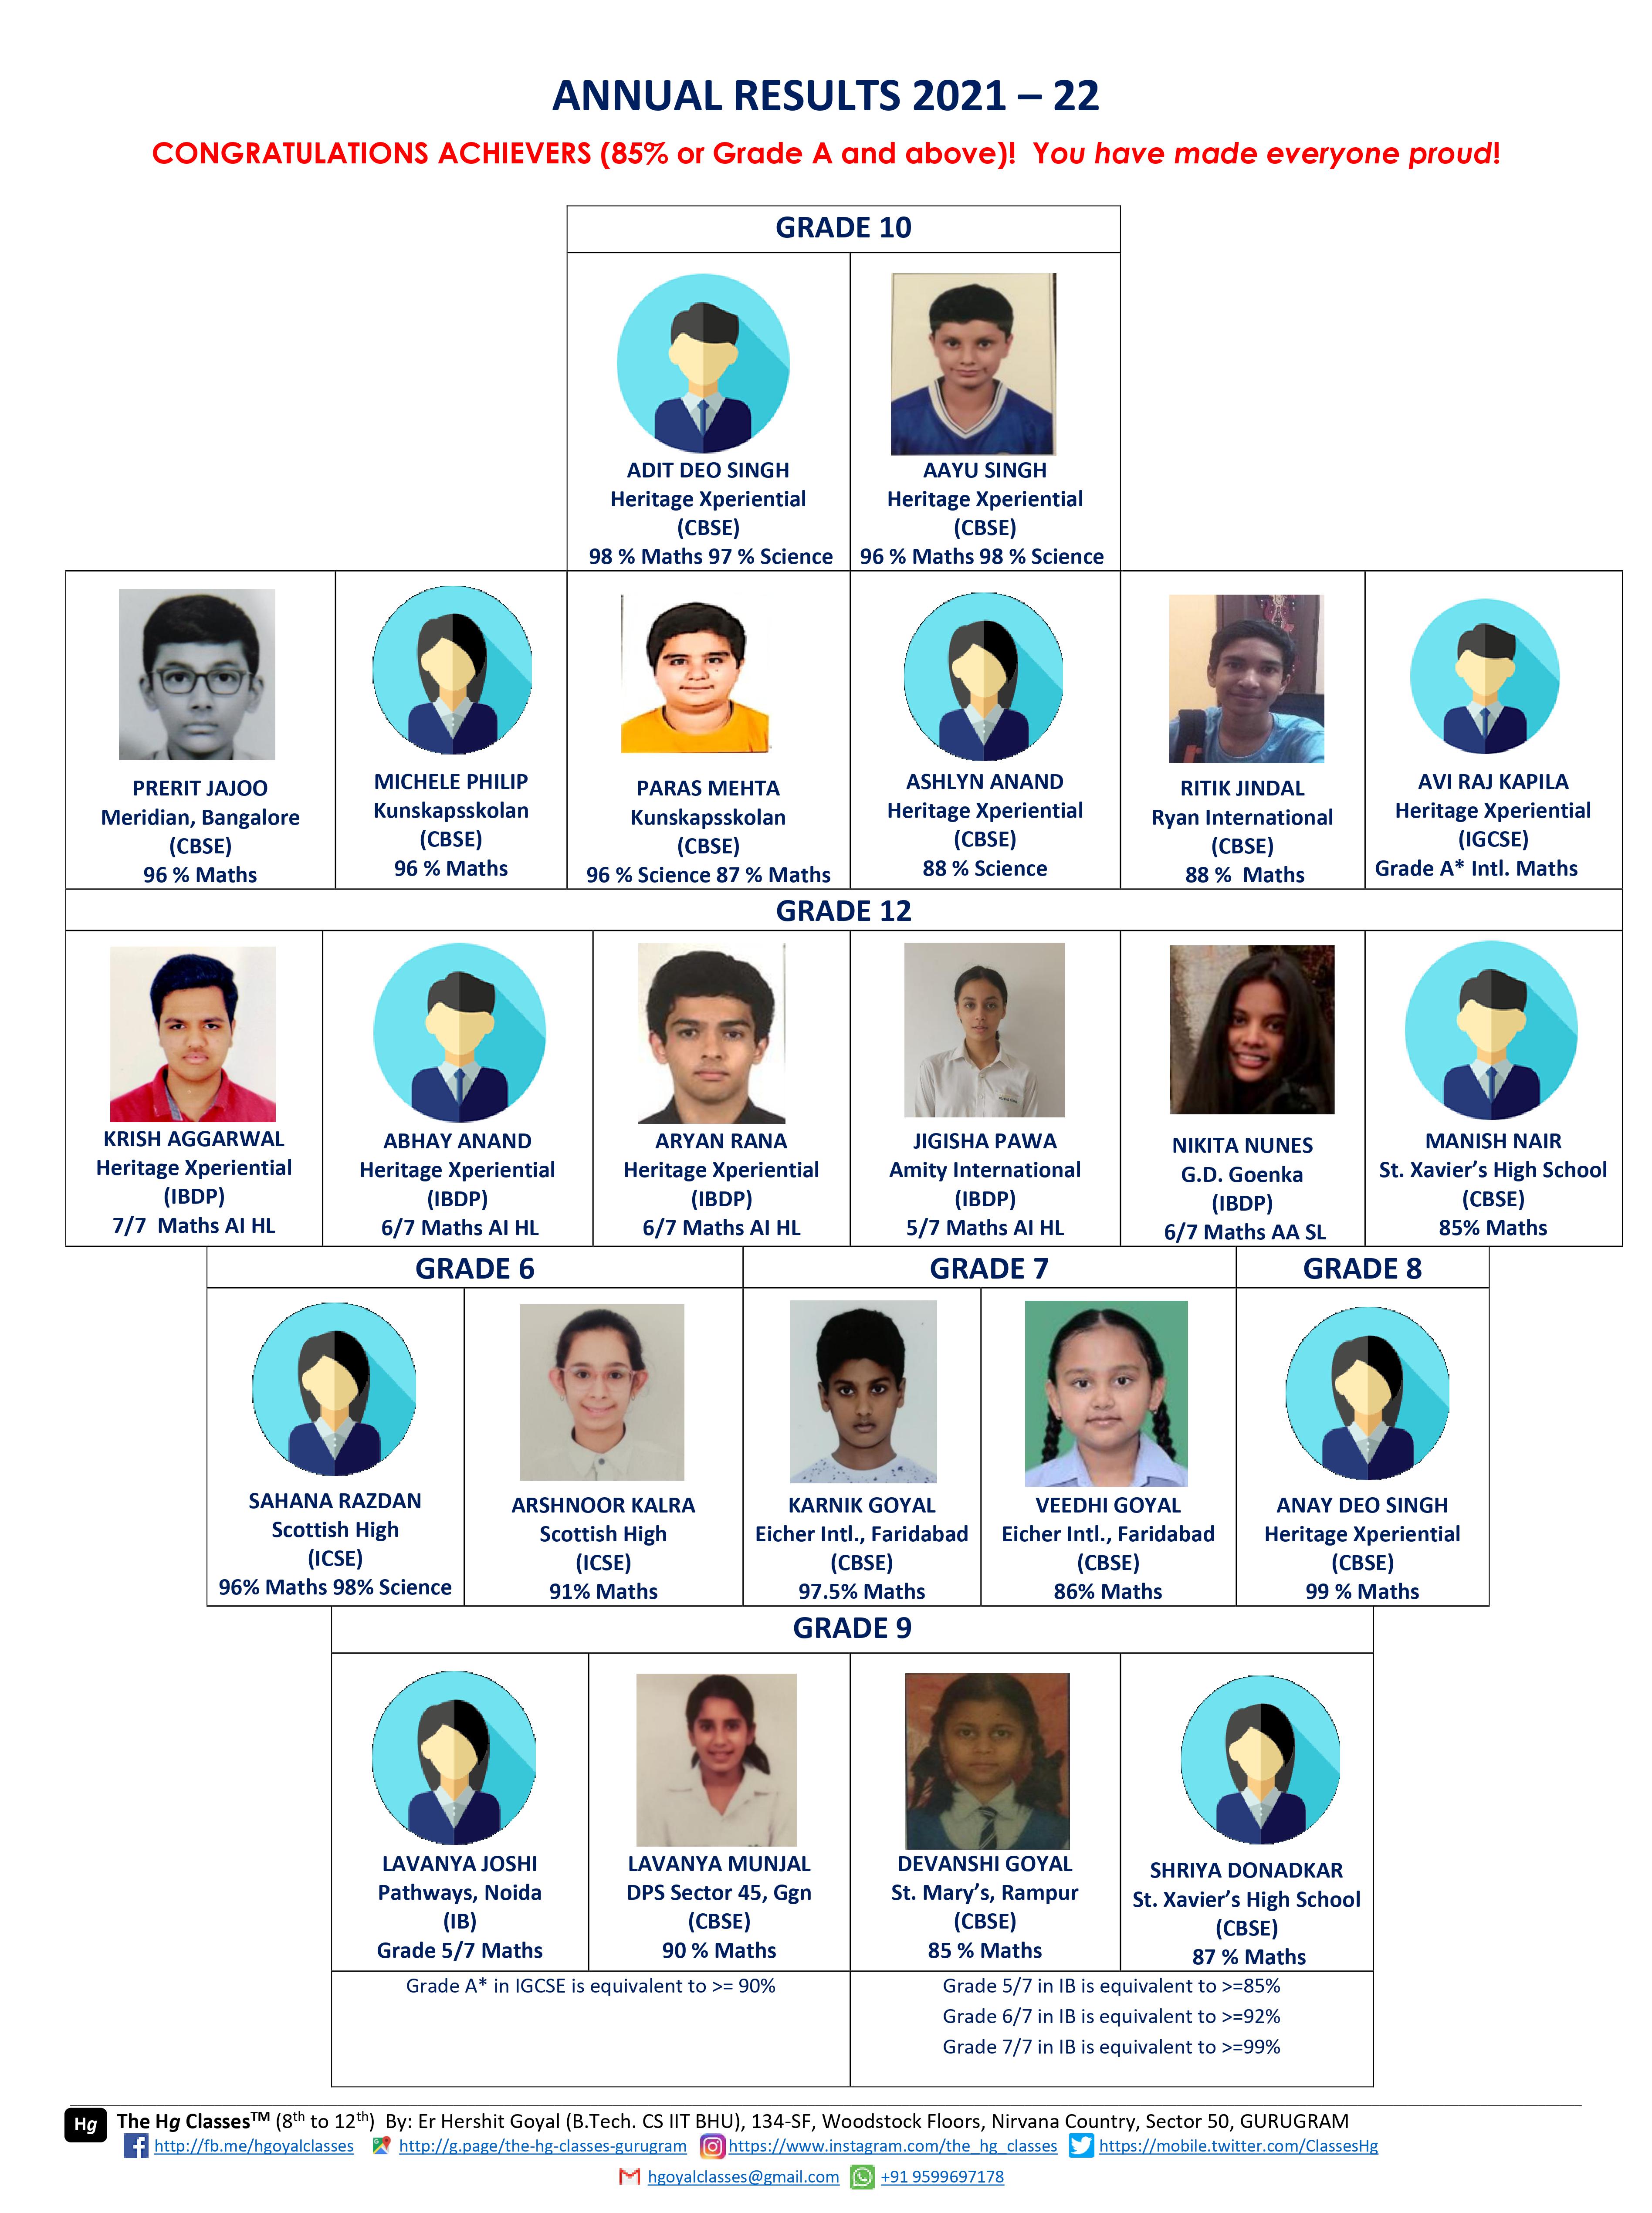 ANNUAL RESULTS 2021 – 22
CONGRATULATIONS ACHIEVERS (85% or Grade A and above)! You have made everyone proud!
GRADE 10
ADIT DEO SINGH
Heritage Xperiential
(CBSE)
98 % Maths 97 % Science
AAYU SINGH
Heritage Xperiential
(CBSE)
96 % Maths 98 % Science
PRERIT JAJOO
Meridian, Bangalore
(CBSE)
96 % Maths
MICHELE PHILIP
Kunskapsskolan
(CBSE)
96 % Maths
PARAS MEHTA
Kunskapsskolan
(CBSE)
96 % Science 87 % Maths
ASHLYN ANAND
Heritage Xperiential
(CBSE)
88 % Science
RITIK JINDAL
Ryan International
(CBSE)
88 % Maths
AVI RAJ KAPILA
Heritage Xperiential
(IGCSE)
Grade A* Intl. Maths
GRADE 12
KRISH AGGARWAL
Heritage Xperiential
(IBDP)
7/7 Maths AI HL
ABHAY ANAND
Heritage Xperiential
(IBDP)
6/7 Maths AI HL
ARYAN RANA
Heritage Xperiential
(IBDP)
6/7 Maths AI HL
JIGISHA PAWA
Amity International
(IBDP)
5/7 Maths AI HL
NIKITA NUNES
G.D. Goenka
(IBDP)
6/7 Maths AA SL
MANISH NAIR
St. Xavier’s High School
(CBSE)
85% Maths
GRADE 6
SAHANA RAZDAN
Scottish High
(ICSE)
96% Maths 98% Science
ARSHNOOR KALRA
Scottish High
(ICSE)
91% Maths
GRADE 7
KARNIK GOYAL
Eicher Intl., Faridabad
(CBSE)
97.5% Maths
VEEDHI GOYAL
Eicher Intl., Faridabad
(CBSE)
86% Maths
GRADE 8
ANAY DEO SINGH
Heritage Xperiential
(CBSE)
99 % Maths
GRADE 9
LAVANYA JOSHI
Pathways, Noida
(IB)
Grade 5/7 Maths
LAVANYA MUNJAL
DPS Sector 45, Ggn
(CBSE)
90 % Maths
DEVANSHI GOYAL
St. Mary’s, Rampur
(CBSE)
85 % Maths
SHRIYA DONADKAR
St. Xavier’s High School
(CBSE)
87 % Maths
Grade A* in IGCSE is equivalent to >= 90%
Grade 5/7 in IB is equivalent to >=85%
Grade 6/7 in IB is equivalent to >=92%
Grade 7/7 in IB is equivalent to >=99%
Hg The Hg Classes™ (8th to 12th) By: Er Hershit Goyal (B.Tech. CS IIT BHU), 134-SF, Woodstock Floors, Nirvana Country, Sector 50, GURUGRAM
http://fb.me/hgoyalclasses http://g.page/the-hg-classes-gurugram https://www.instagram.com/the_hg_classes https://mobile.twitter.com/ClassesHg
hgoyalclasses@gmail.com +91 9599697178